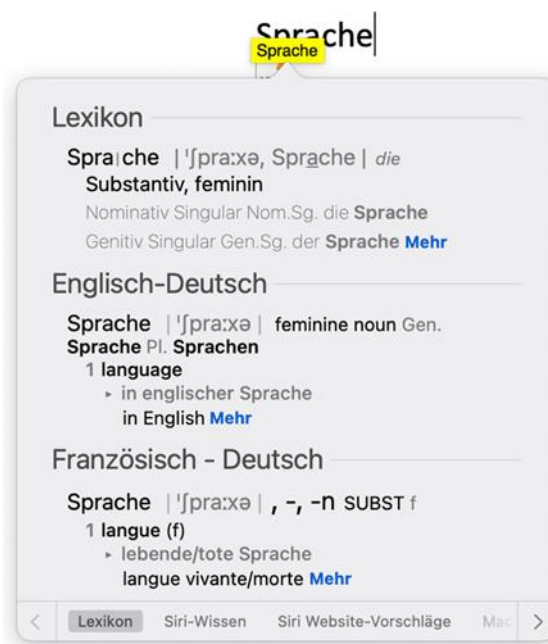 Sprache
Sprache
Lexikon
Spra|che | 'ʃpraːxə, Sprache | die
Substantiv, feminin
Nominativ Singular Nom.Sg. die Sprache
Genitiv Singular Gen.Sg. der Sprache Mehr
Englisch-Deutsch
Sprache | 'ʃpraːxə | feminine noun Gen.
Sprache Pl. Sprachen
1 language
▸ in englischer Sprache
in English Mehr
Französisch - Deutsch
Sprache | 'ʃpraːxə | , -, -n SUBST f
1 langue (f)
▸ lebende/tote Sprache
langue vivante/morte Mehr
< Lexikon Siri-Wissen Siri Website-Vorschläge >